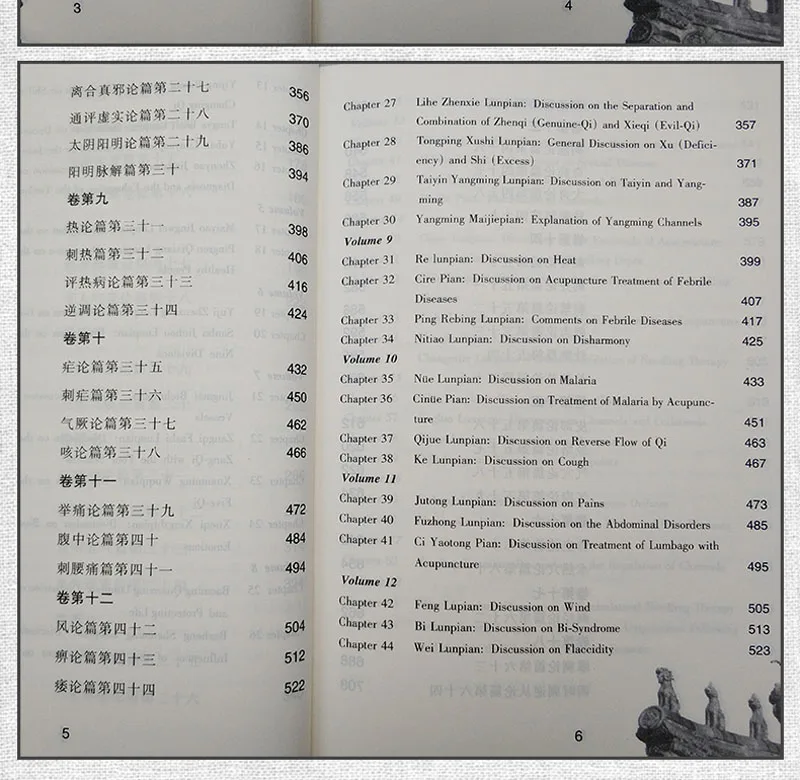 3
4
离合真邪论篇第二十七 356
通评虚实论篇第二十八 370
太阴阳明论篇第二十九 386
阳明脉解篇第三十 394
卷第九
热论篇第三十一 398
刺热篇第三十二 406
评热病论篇第三十三 416
逆调论篇第三十四 424
卷第十
疟论篇第三十五 432
刺疟篇第三十六 450
气厥论篇第三十七 462
咳论篇第三十八 466
卷第十一
举痛论篇第三十九 472
腹中论篇第四十 484
刺腰痛篇第四十一 494
卷第十二
风论篇第四十二 504
痹论篇第四十三 512
痿论篇第四十四 522
5
Chapter 27 Lihe Zhenxie Lunpian: Discussion on the Separation and
Combination of Zhenqi (Genuine-Qi) and Xieqi (Evil-Qi) 357
Chapter 28 Tongping Xushi Lunpian: General Discussion on Xu (Defici-
ency) and Shi (Excess) 371
Chapter 29 Taiyin Yangming Lunpian: Discussion on Taiyin and Yang-
ming 387
Chapter 30 Yangming Maijiepian: Explanation of Yangming Channels 395
Volume 9
Chapter 31 Re lunpian: Discussion on Heat 399
Chapter 32 Cire Pian: Discussion on Acupuncture Treatment of Febrile
Diseases 407
Chapter 33 Ping Rebing Lunpian: Comments on Febrile Diseases 417
Chapter 34 Nitiao Lunpian: Discussion on Disharmony 425
Volume 10
Chapter 35 Nüe Lunpian: Discussion on Malaria 433
Chapter 36 Cinüe Pian: Discussion on Treatment of Malaria by Acupunc-
ture 451
Chapter 37 Qijue Lunpian: Discussion on Reverse Flow of Qi 463
Chapter 38 Ke Lunpian: Discussion on Cough 467
Volume 11
Chapter 39 Jutong Lunpian: Discussion on Pains 473
Chapter 40 Fuzhong Lunpian: Discussion on the Abdominal Disorders 485
Chapter 41 Ci Yaotong Pian: Discussion on Treatment of Lumbago with
Acupuncture 495
Volume 12
Chapter 42 Feng Lupian: Discussion on Wind 505
Chapter 43 Bi Lunpian: Discussion on Bi-Syndrome 513
Chapter 44 Wei Lunpian: Discussion on Flaccidity 523
6